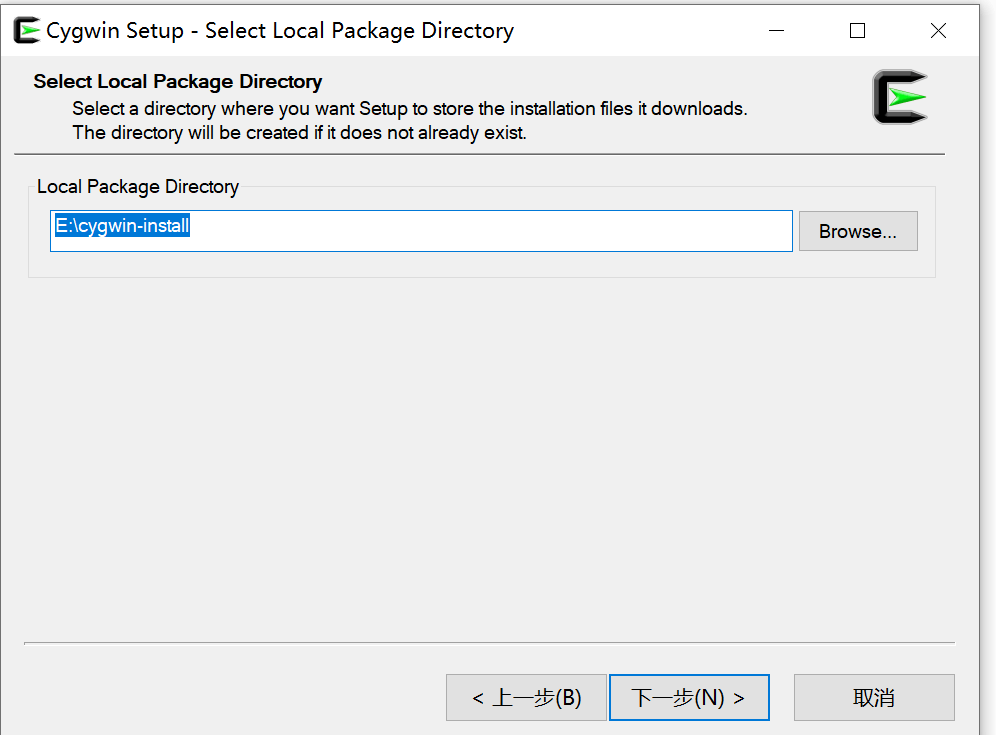 Cygwin Setup - Select Local Package Directory
Select Local Package Directory
Select a directory where you want Setup to store the installation files it downloads.
The directory will be created if it does not already exist.
Local Package Directory
E:\cygwin-install
Browse...
< 上一步(B)
下一步(N) >
取消